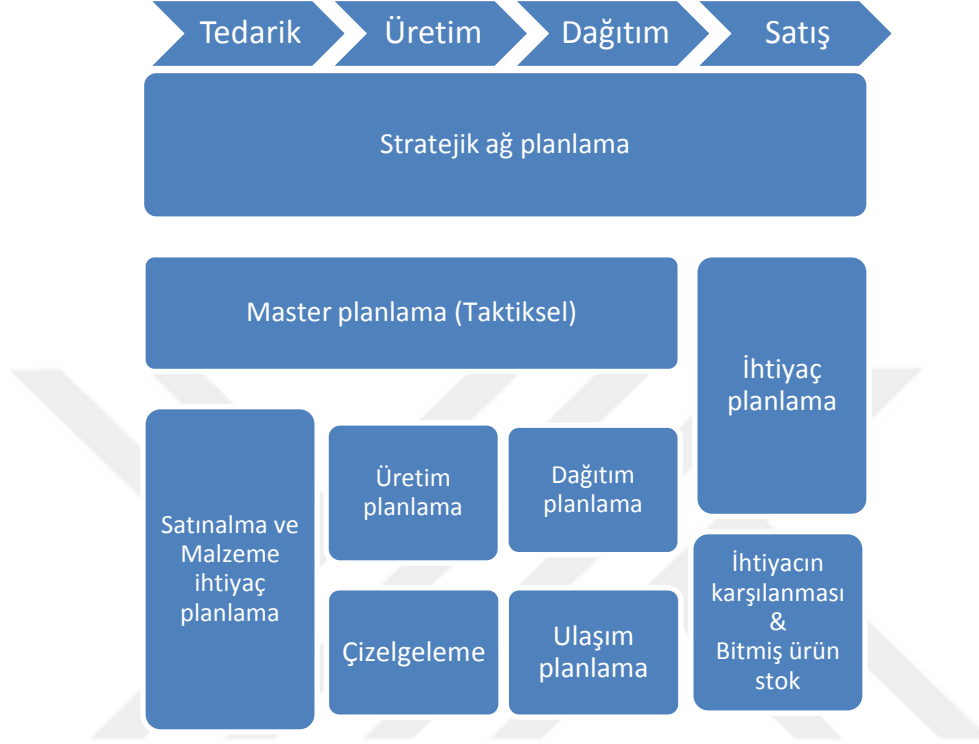 Tedarik
Üretim
Dağıtım
Satış
Stratejik ağ planlama
Master planlama (Taktiksel)
İhtiyaç
planlama
Satınalma ve
Malzeme
ihtiyaç
planlama
Üretim
planlama
Dağıtım
planlama
Çizelgeleme
Ulaşım
planlama
İhtiyacın
karşılanması
&
Bitmiş ürün
stok